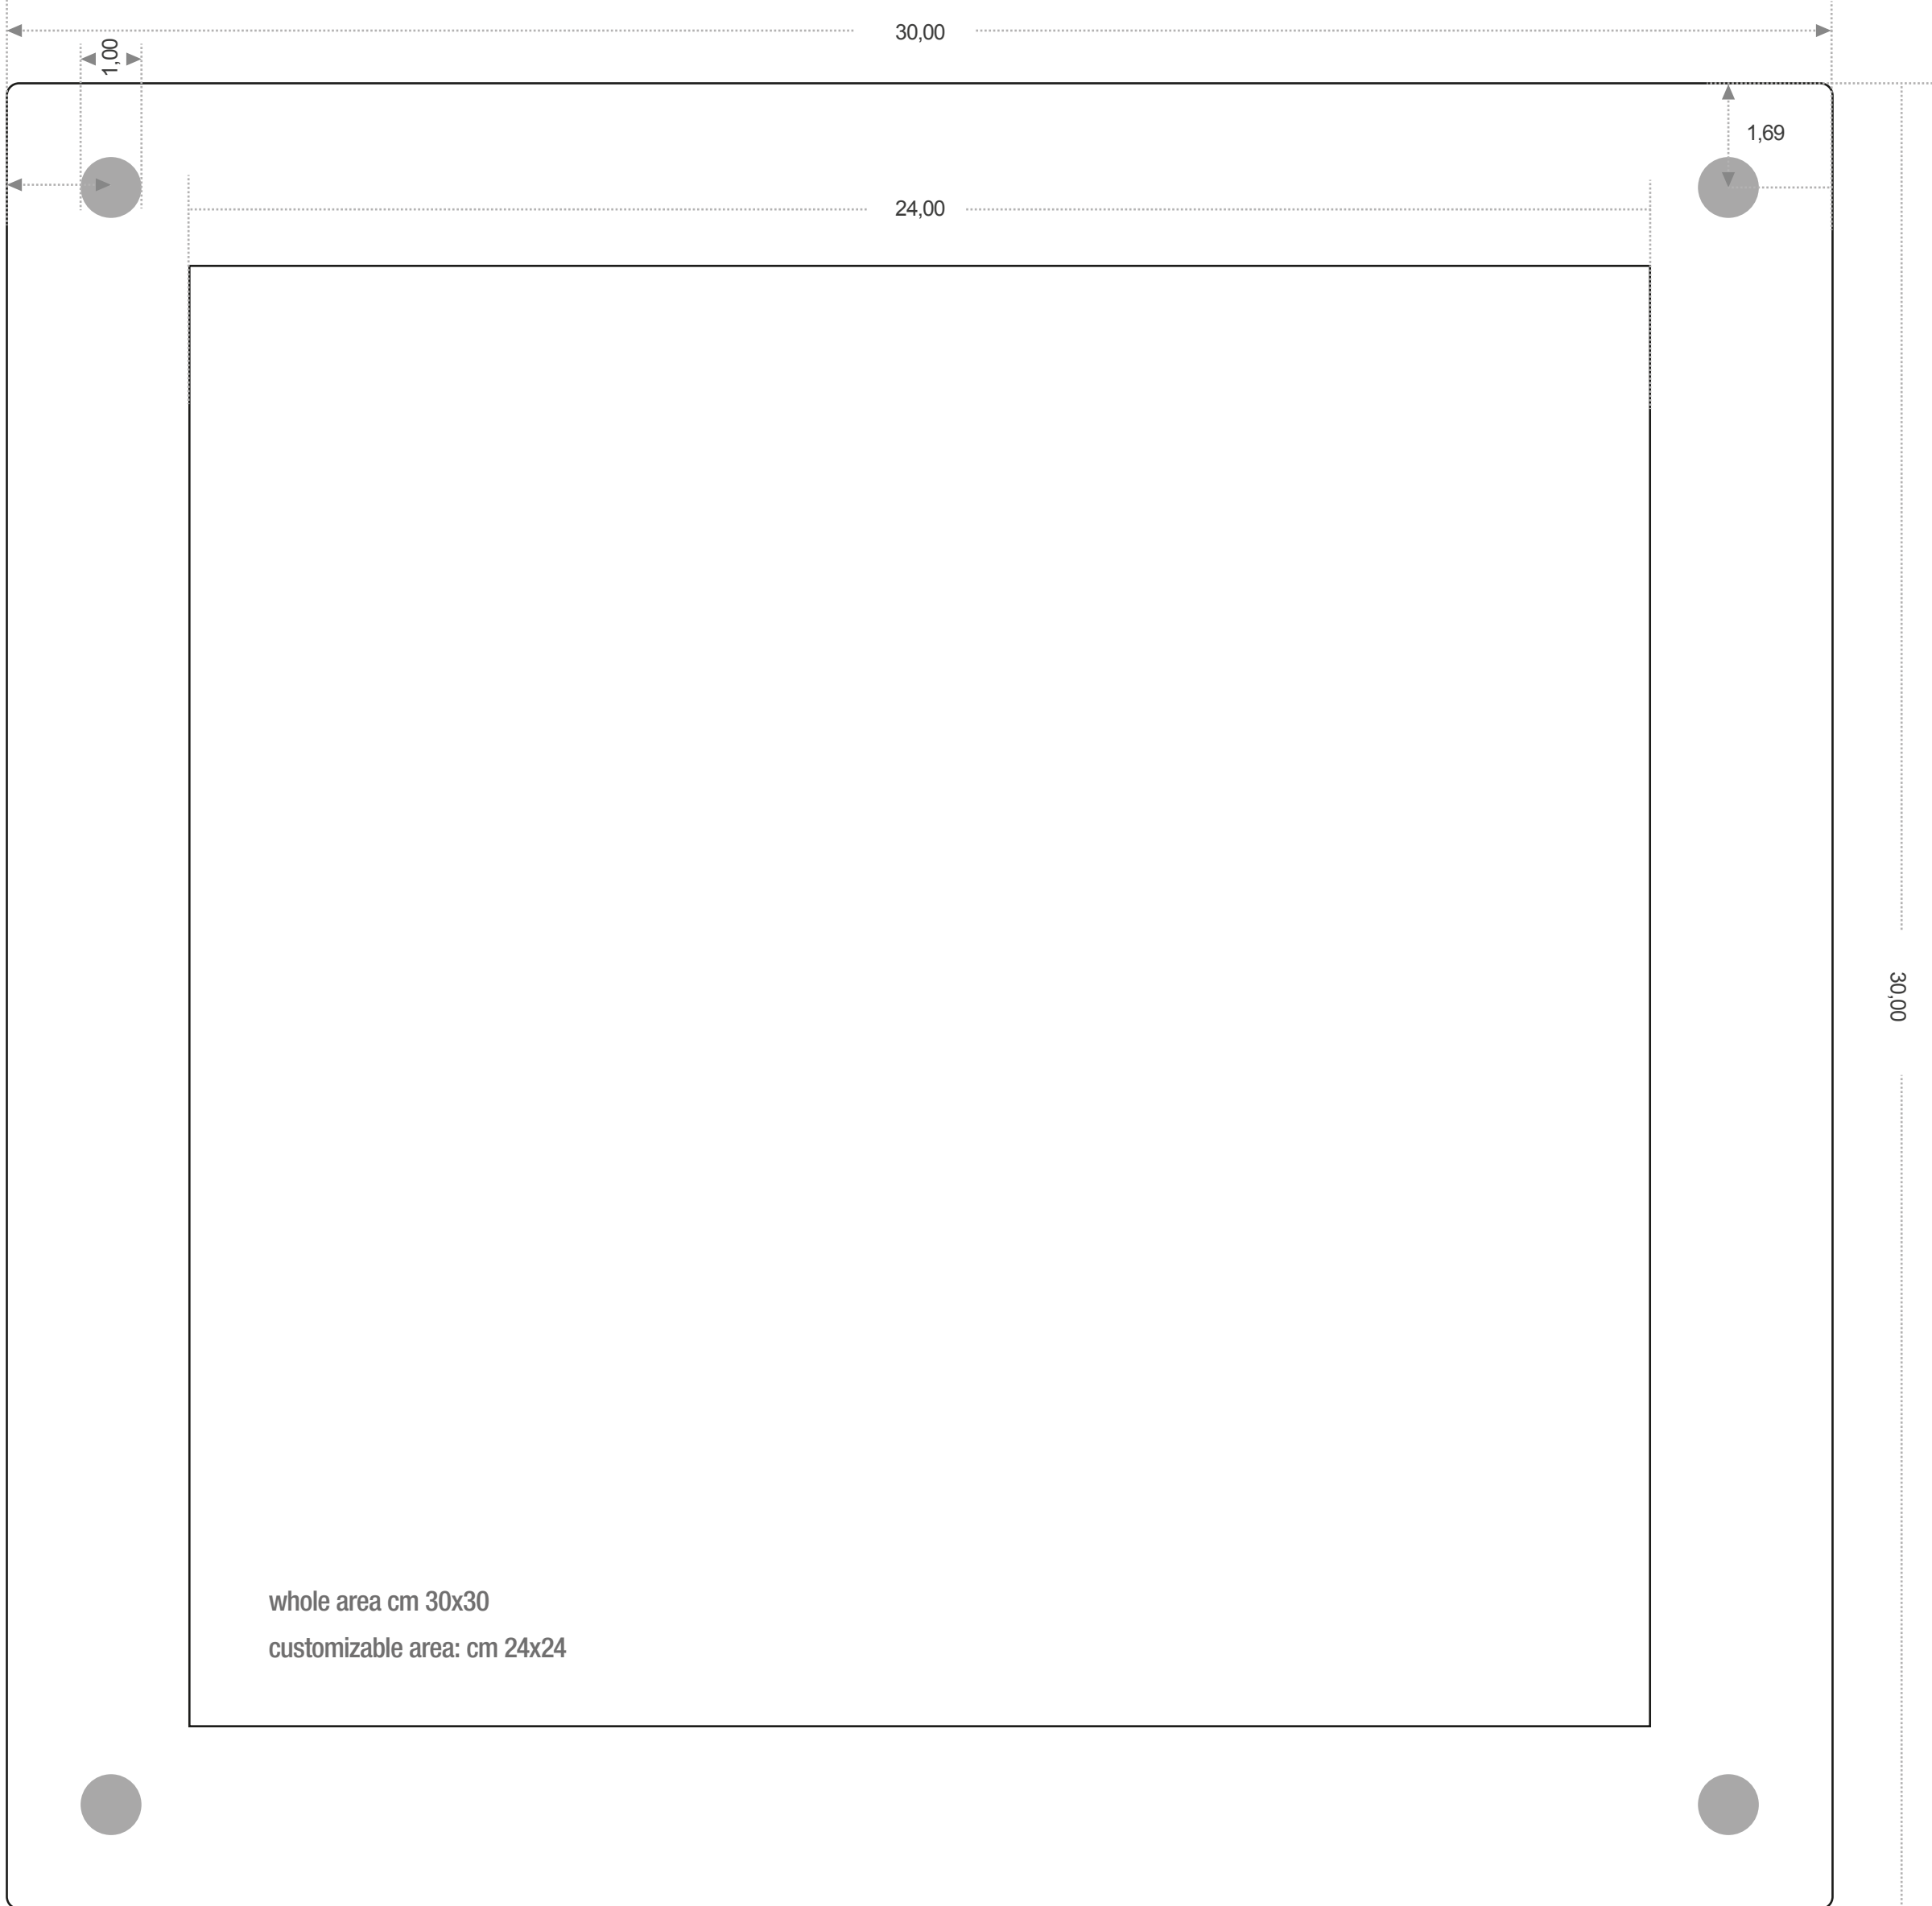 30,00
1,00
1,69
24,00
30,00
whole area cm 30x30
customizable area: cm 24x24